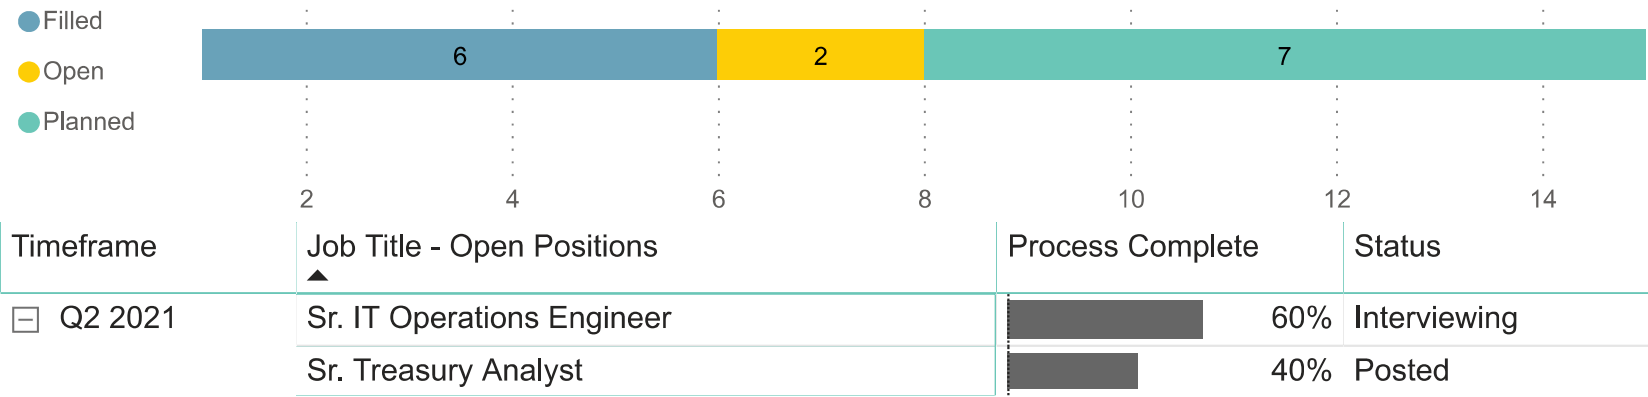 Filled
6 2 7
Open
Planned
2 4 6 8 10 12 14
Timeframe Job Title - Open Positions Process Complete Status
Q2 2021 Sr. IT Operations Engineer 60% Interviewing
Sr. Treasury Analyst 40% Posted